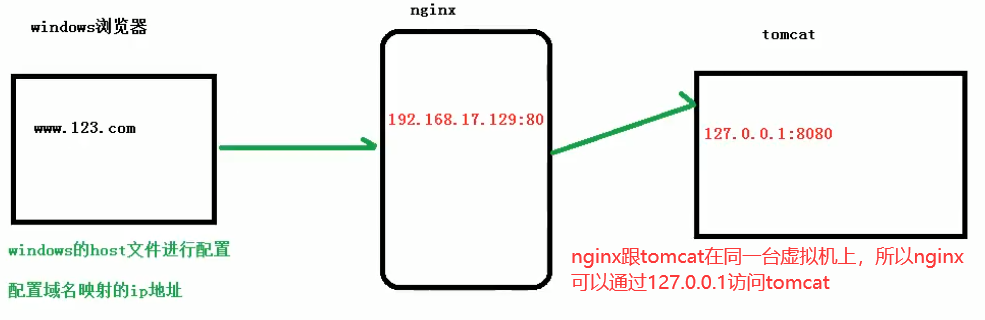 windows浏览器
nginx
tomcat
www.123.com
192.168.17.129:80
127.0.0.1:8080
windows的host文件进行配置
配置域名映射的ip地址
nginx跟tomcat在同一台虚拟机上，所以nginx
可以通过127.0.0.1访问tomcat